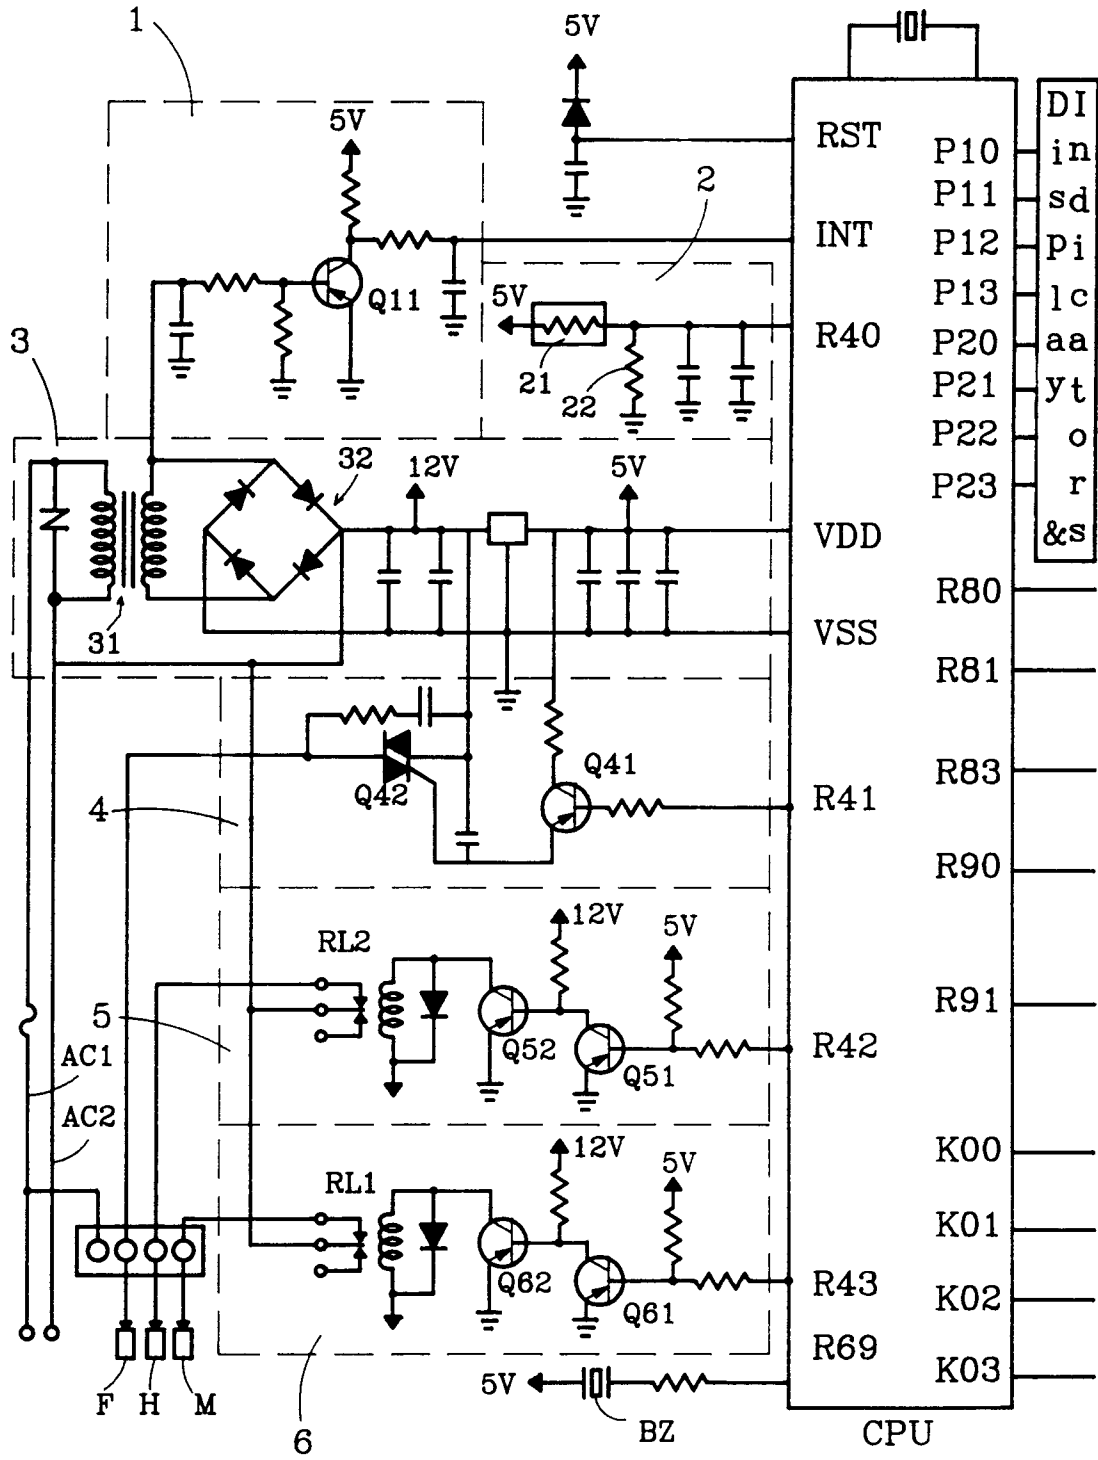 1
5V
5V
RST
DI
P10
in
P11
sd
2
INT
P12
pi
Q11
5V
P13
lc
R40
3
21
P20
aa
22
P21
yt
P22
o
32
12V
5V
P23
r
VDD
&s
R80
31
VSS
R81
Q41
R83
Q42
4
R41
R90
12V
5V
RL2
R91
5
Q52
R42
AC1
Q51
AC2
12V
K00
RL1
5V
K01
Q62
R43
Q61
K02
R69
K03
5V
F
H
M
BZ
CPU
6